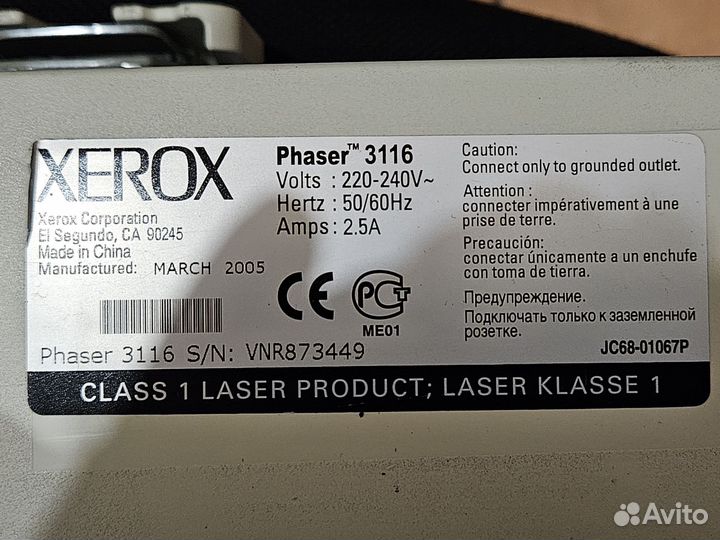 XEROX
Xerox Corporation
El Segundo, CA 90245
Made in China
Manufactured: MARCH 2005
Phaser™ 3116
Volts : 220-240V~
Hertz : 50/60Hz
Amps : 2.5A
CE
РСТ
ME01
Phaser 3116 S/N: VNR873449
Caution:
Connect only to grounded outlet.
Attention :
connecter impérativement à une
prise de terre.
Precaución:
conectar únicamente a un enchufe
con toma de tierra.
Предупреждение.
Подключать только к заземленной
розетке.
JC68-01067P
CLASS 1 LASER PRODUCT; LASER KLASSE 1
Avito